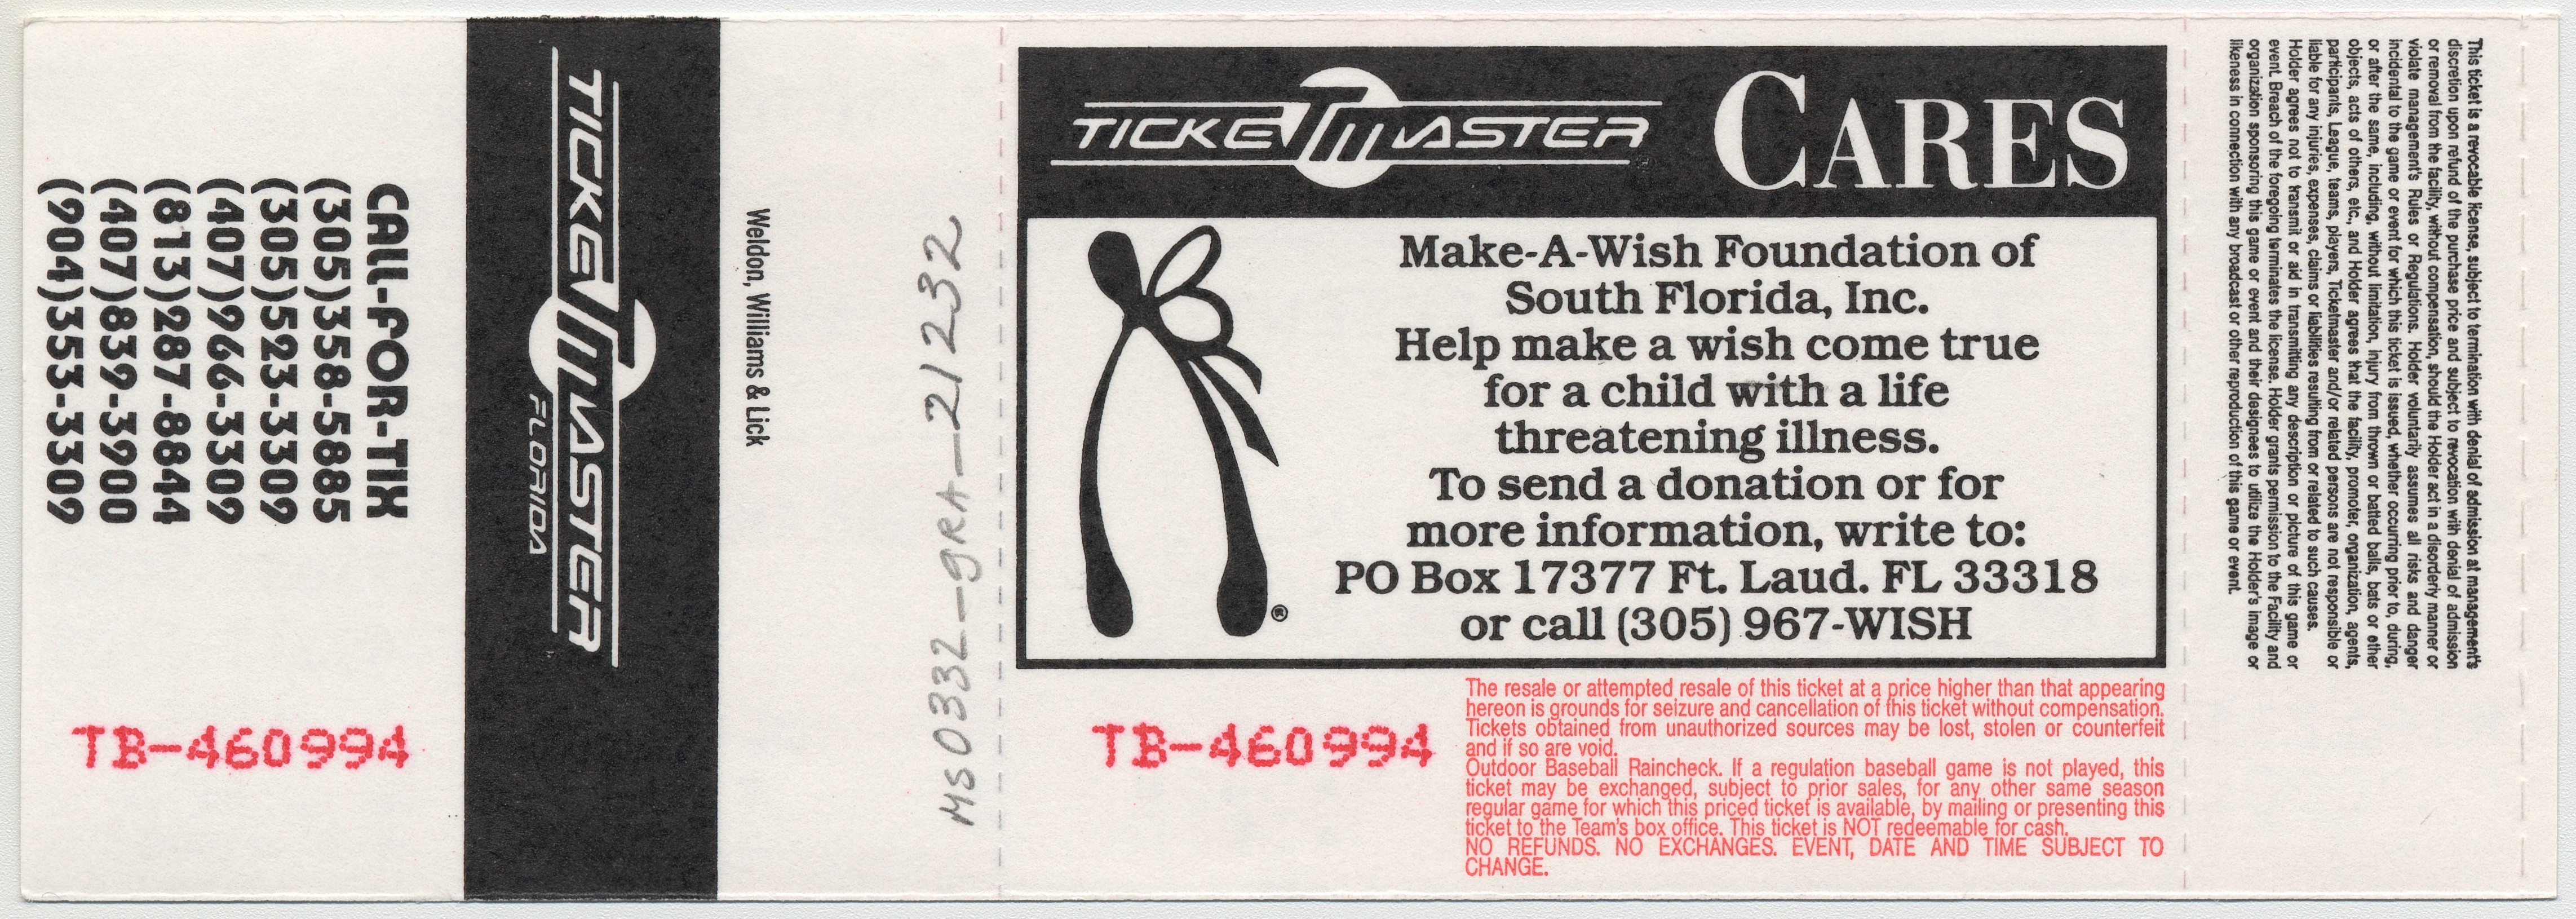 CALL-FOR-TIX
(305)358-5885
(305)523-3309
(407)966-3309
(813)287-8844
(407)839-3900
(904)353-3309
TB-460994
TICKETMASTER
FLORIDA
Weldon, Williams & Lick
MS0332-gRA-21232
TICKETMASTER CARES
Make-A-Wish Foundation of
South Florida, Inc.
Help make a wish come true
for a child with a life
threatening illness.
To send a donation or for
more information, write to:
PO Box 17377 Ft. Laud. FL 33318
or call (305) 967-WISH
®
TB-460994
The resale or attempted resale of this ticket at a price higher than that appearing
hereon is grounds for seizure and cancellation of this ticket without compensation.
Tickets obtained from unauthorized sources may be lost, stolen or counterfeit
and if so are void.
Outdoor Baseball Raincheck. If a regulation baseball game is not played, this
ticket may be exchanged, subject to prior sales, for any other same season
regular game for which this priced ticket is available, by mailing or presenting this
ticket to the Team's box office. This ticket is NOT redeemable for cash.
NO REFUNDS. NO EXCHANGES. EVENT, DATE AND TIME SUBJECT TO
CHANGE.
This ticket is a revocable license, subject to termination with denial of admission at management's
discretion upon refund of the purchase price and subject to revocation with denial of admission
or removal from the facility, without compensation, should the Holder act in a disorderly manner or
violate management's Rules or Regulations. Holder voluntarily assumes all risks and danger
incidental to the game or event for which this ticket is issued, whether occurring prior to, during,
or after the same, including, without limitation, injury from thrown or batted balls, bats or other
objects, acts of others, etc., and Holder agrees that the facility, promoter, organization, agents,
participants, League, teams, players, Ticketmaster and/or related persons are not responsible or
liable for any injuries, expenses, claims or liabilities resulting from or related to such causes.
Holder agrees not to transmit or aid in transmitting any description or picture of this game or
event. Breach of the foregoing terminates the license. Holder grants permission to the Facility and
organization sponsoring this game or event and their designees to utilize the Holder's image or
likeness in connection with any broadcast or other reproduction of this game or event.